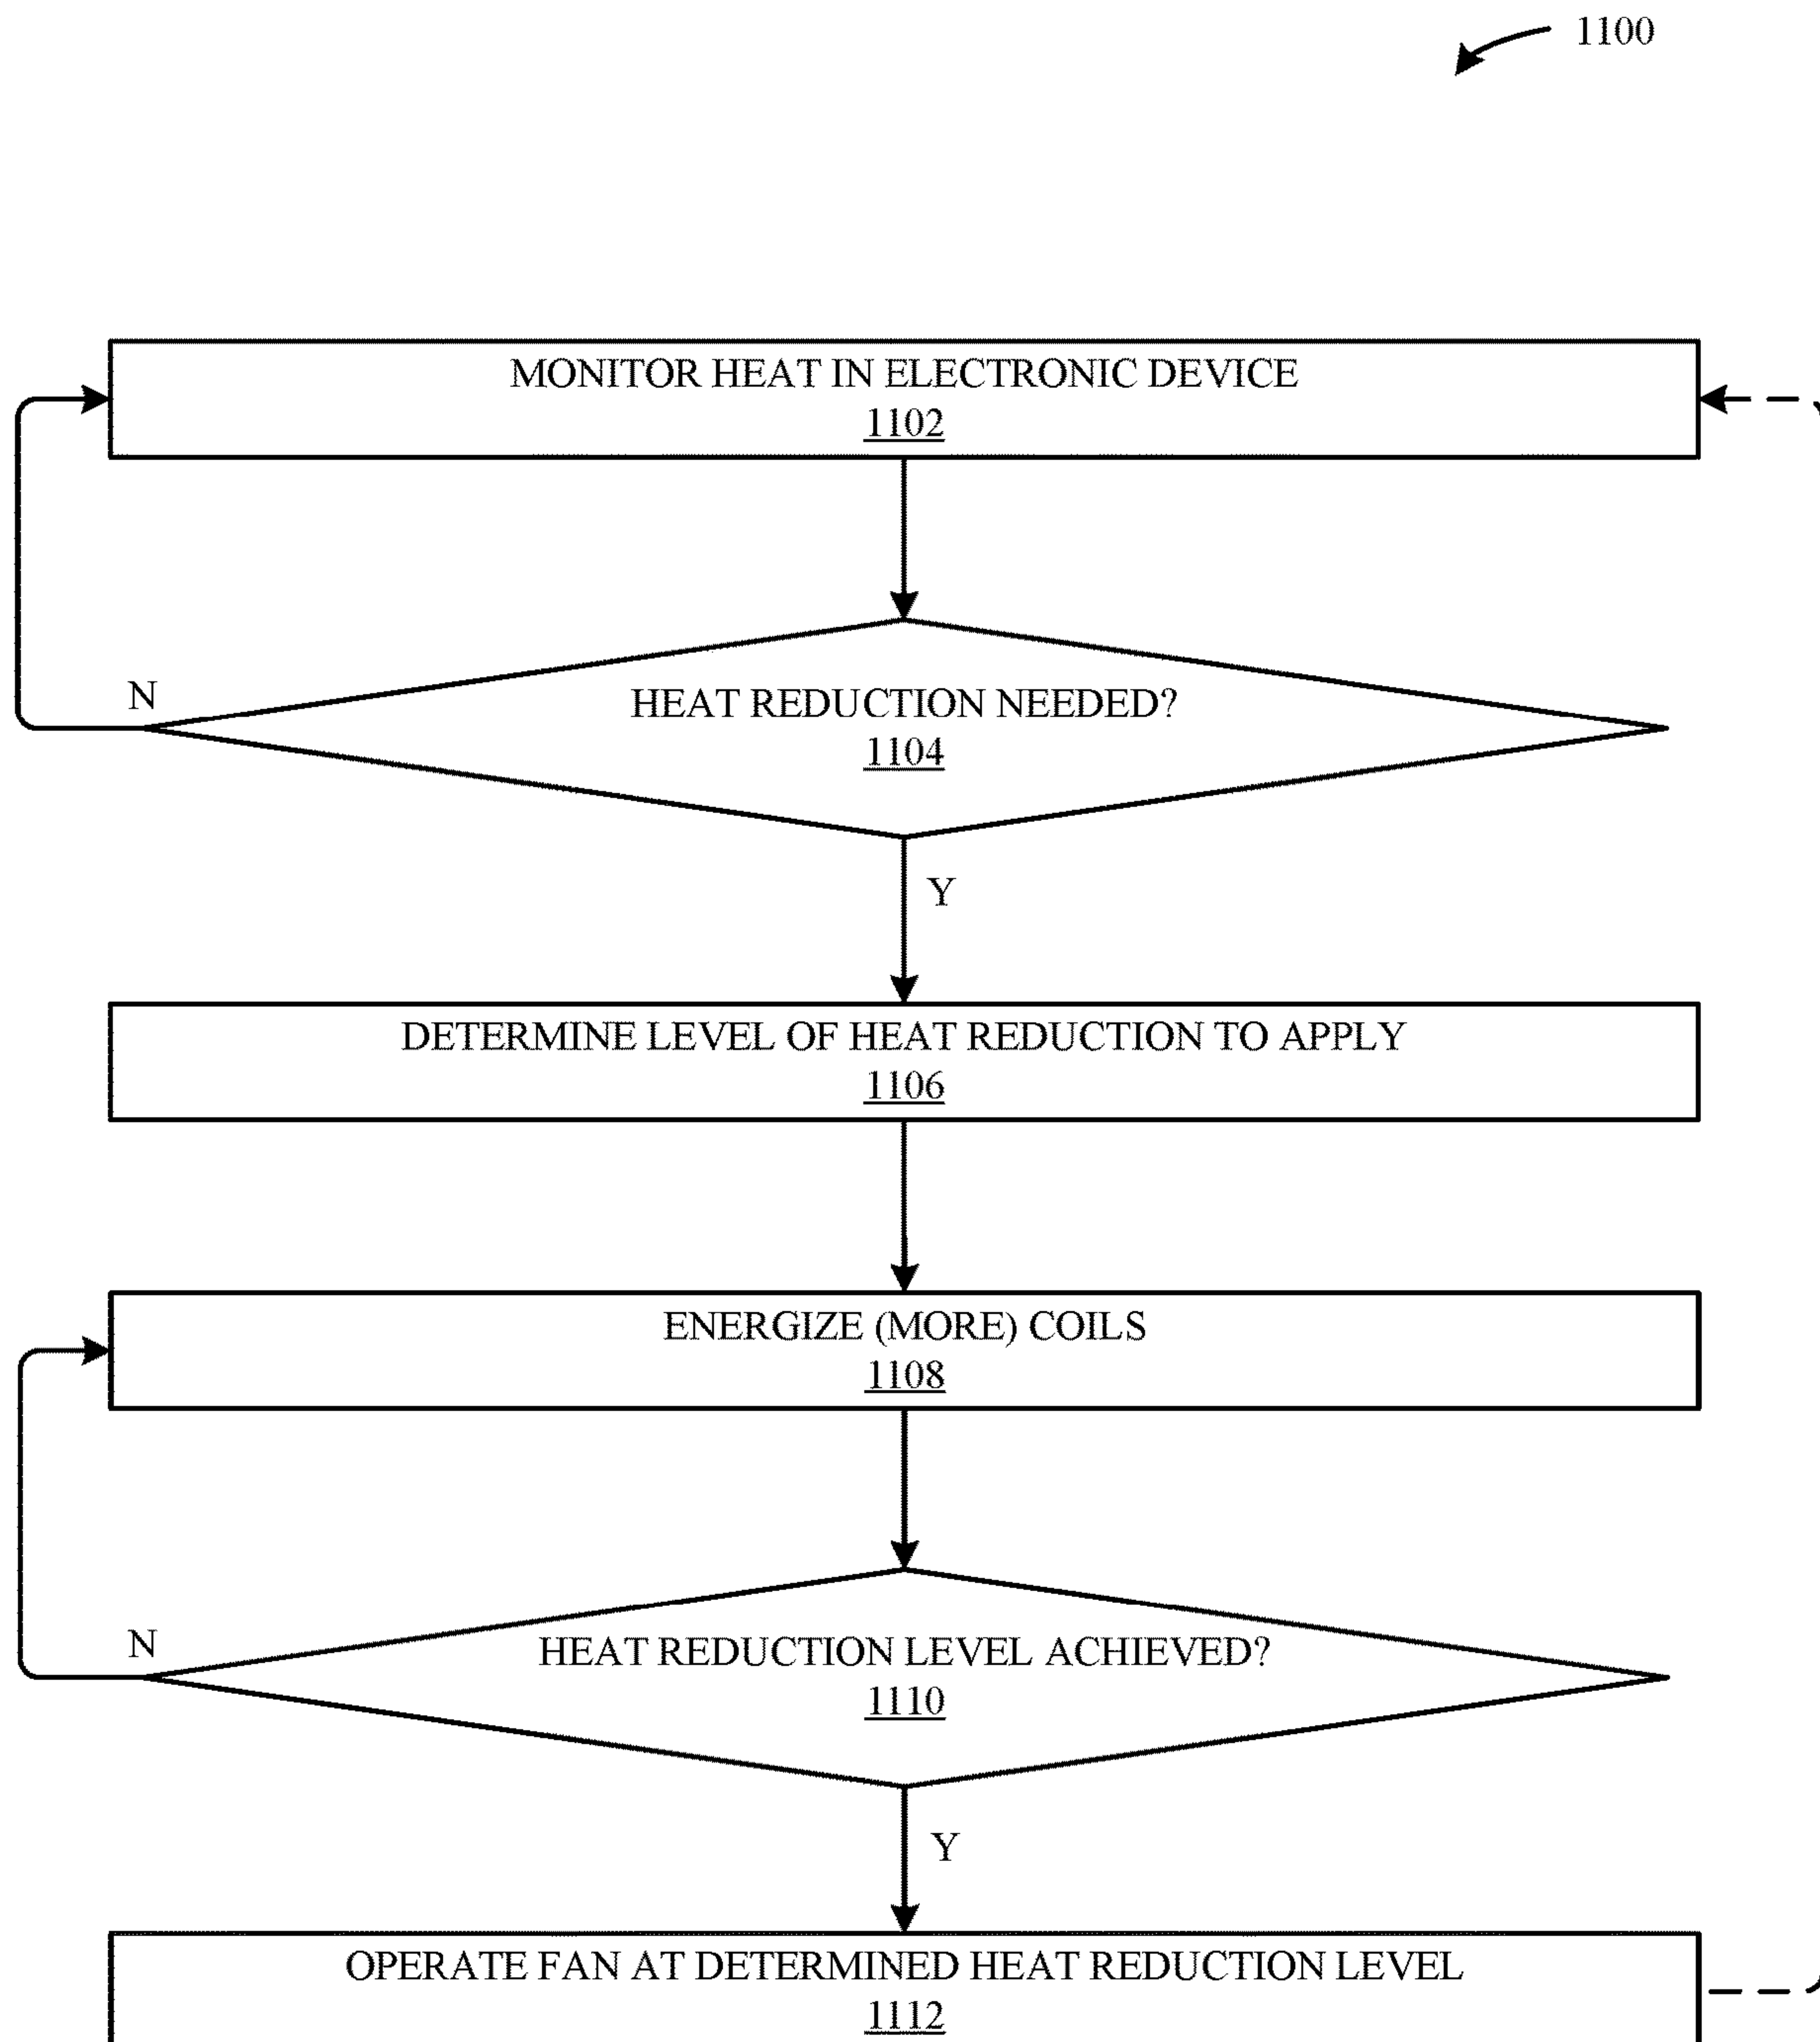 1100
MONITOR HEAT IN ELECTRONIC DEVICE
1102
N
HEAT REDUCTION NEEDED?
1104
Y
DETERMINE LEVEL OF HEAT REDUCTION TO APPLY
1106
ENERGIZE (MORE) COILS
1108
N
HEAT REDUCTION LEVEL ACHIEVED?
1110
Y
OPERATE FAN AT DETERMINED HEAT REDUCTION LEVEL
1112